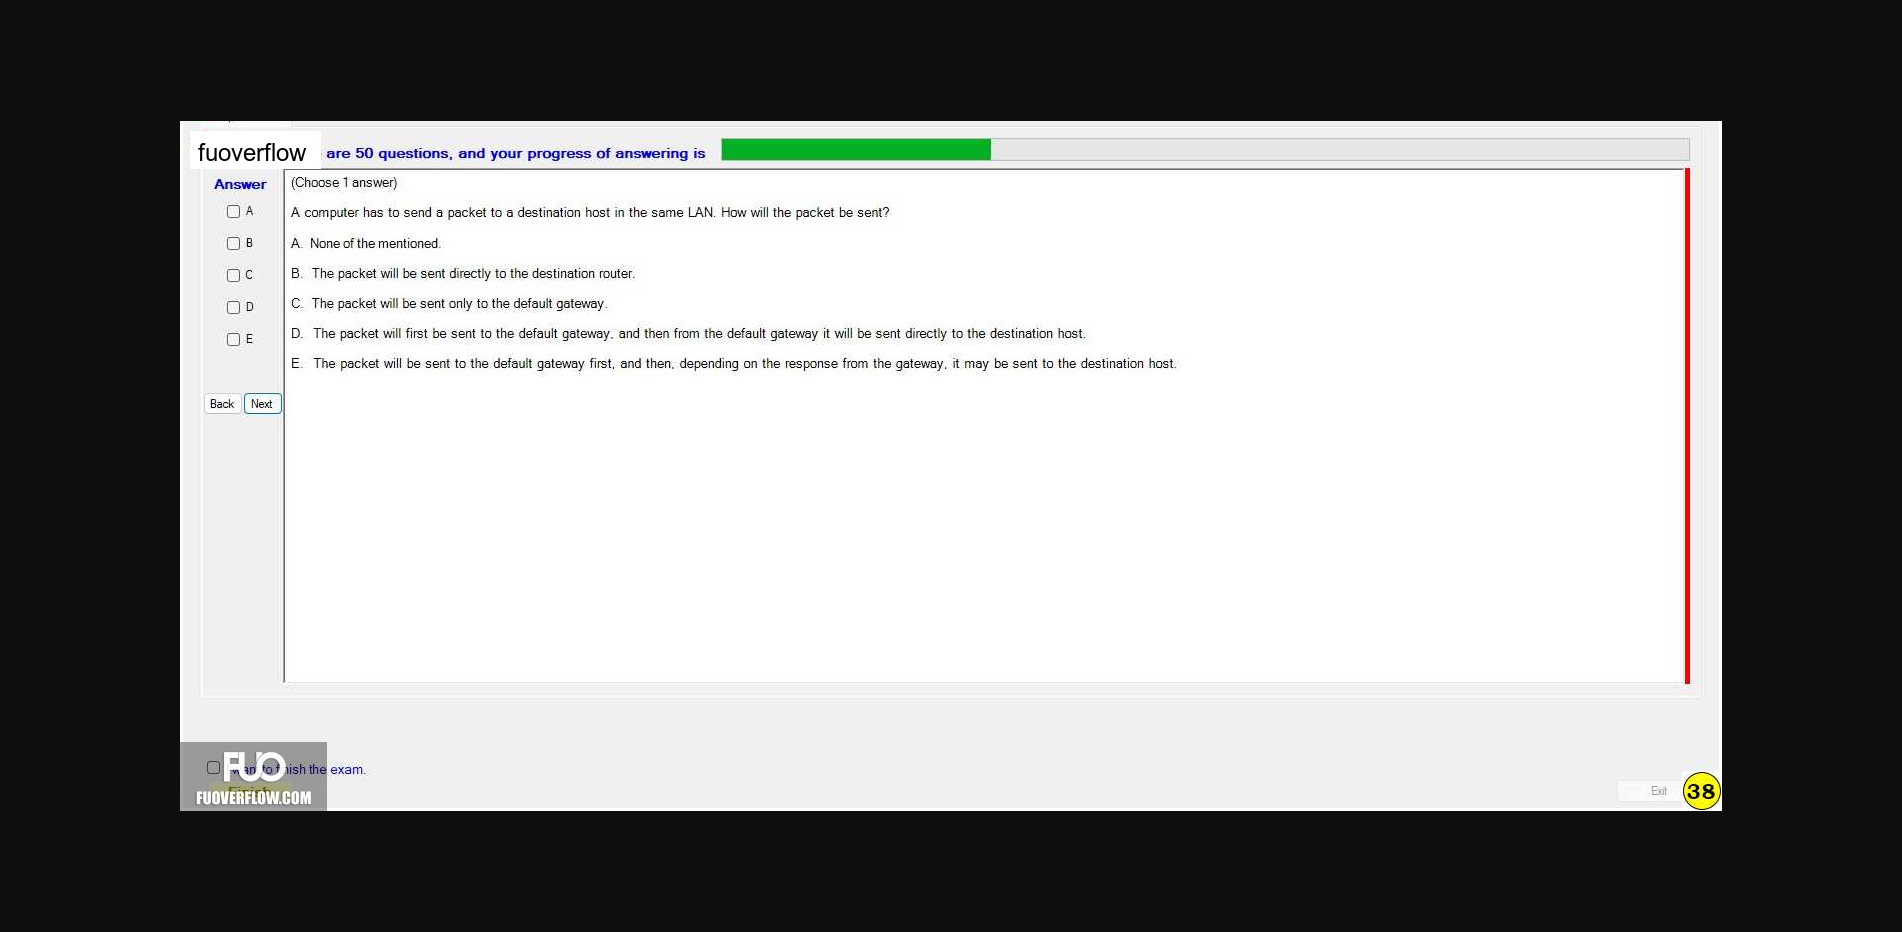 fuoverflow are 50 questions, and your progress of answering is
Answer
(Choose 1 answer)
A
A computer has to send a packet to a destination host in the same LAN. How will the packet be sent?
B
A. None of the mentioned.
C
B. The packet will be sent directly to the destination router.
D
C. The packet will be sent only to the default gateway.
E
D. The packet will first be sent to the default gateway, and then from the default gateway it will be sent directly to the destination host.
E. The packet will be sent to the default gateway first, and then, depending on the response from the gateway, it may be sent to the destination host.
Back Next
FUO
want to finish the exam.
Finish
FUOVERFLOW.COM
Exit
38